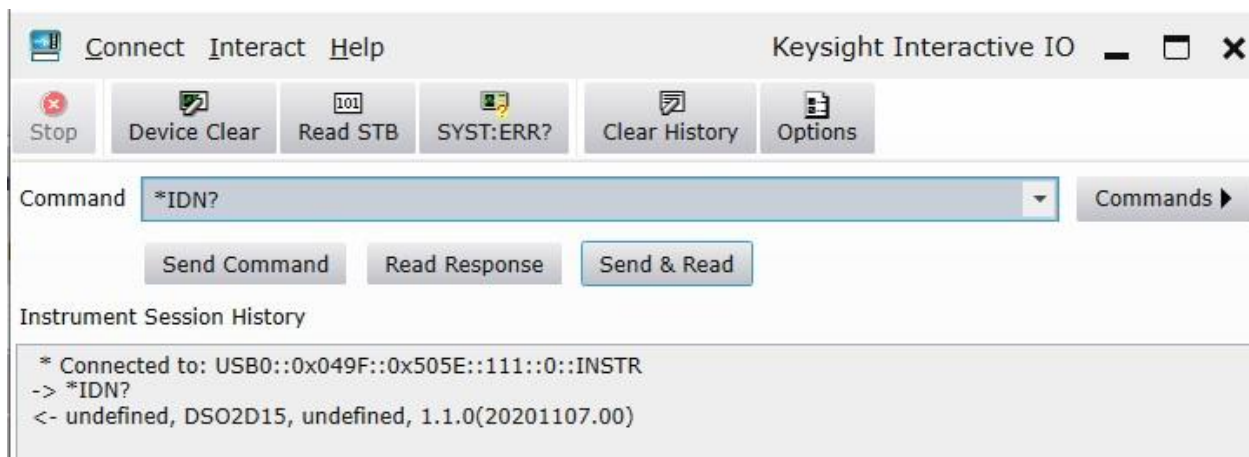 Connect Interact Help Keysight Interactive IO
Stop Device Clear 101 Read STB SYST:ERR? Clear History Options
Command *IDN? Commands
Send Command Read Response Send & Read
Instrument Session History
* Connected to: USB0::0x049F::0x505E::111::0::INSTR
-> *IDN?
<- undefined, DSO2D15, undefined, 1.1.0(20201107.00)